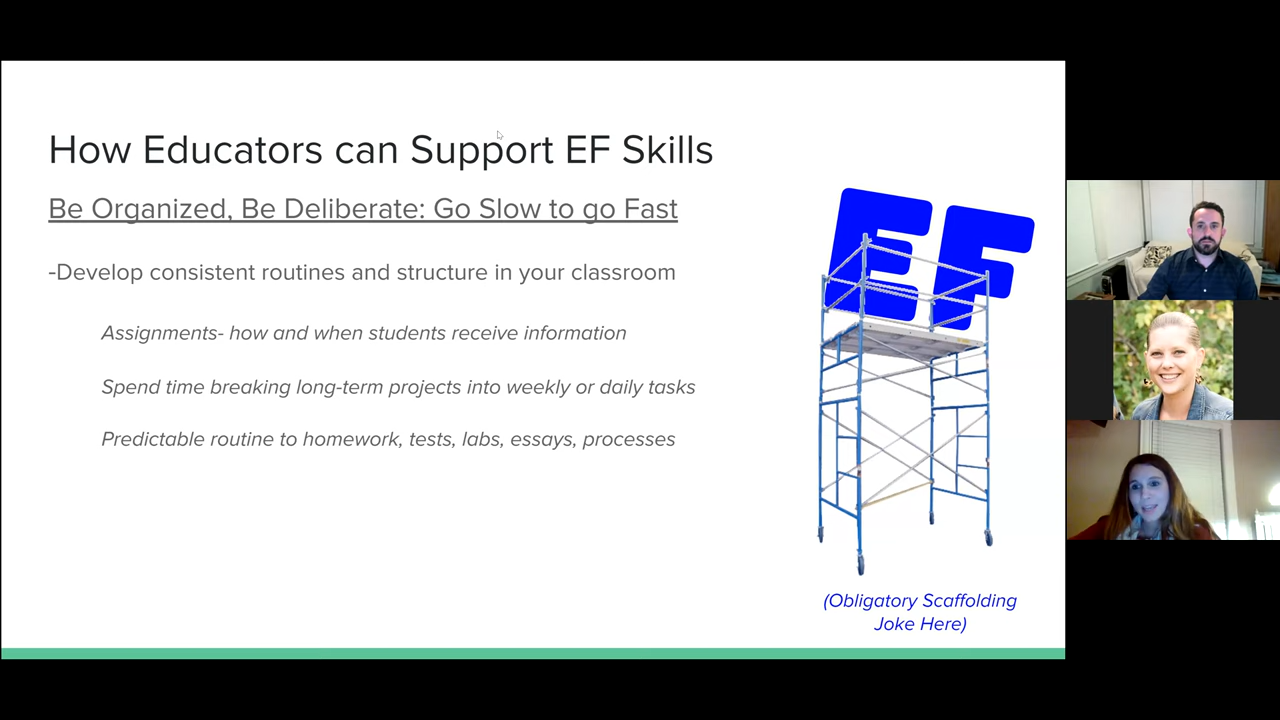 How Educators can Support EF Skills
Be Organized, Be Deliberate: Go Slow to go Fast
-Develop consistent routines and structure in your classroom
Assignments- how and when students receive information
Spend time breaking long-term projects into weekly or daily tasks
Predictable routine to homework, tests, labs, essays, processes
EF
(Obligatory Scaffolding
Joke Here)